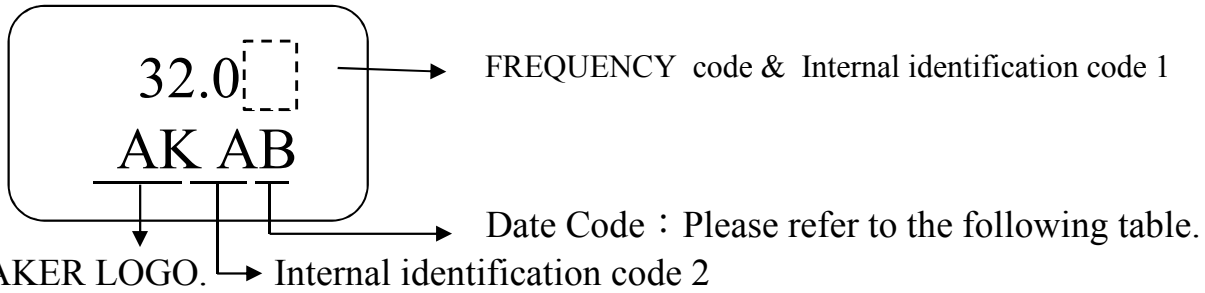 32.0
FREQUENCY code & Internal identification code 1
AK AB
Date Code：Please refer to the following table.
AKER LOGO.
Internal identification code 2